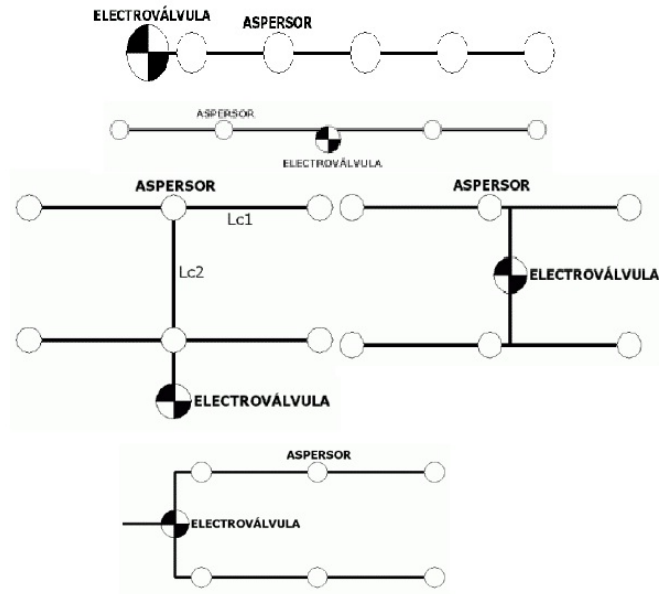 ELECTROVÁLVULA
ASPERSOR
ASPERSOR
ELECTROVÁLVULA
ASPERSOR
Lc1
Lc2
ELECTROVÁLVULA
ASPERSOR
ELECTROVÁLVULA
ASPERSOR
ELECTROVÁLVULA